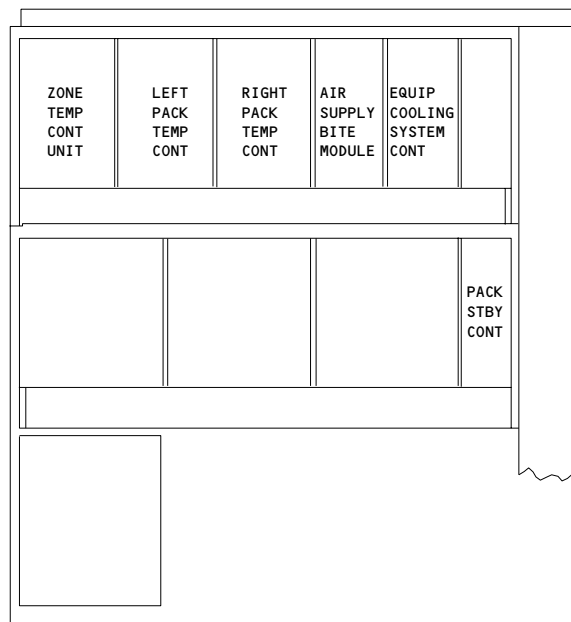 ZONE
TEMP
CONT
UNIT
LEFT
PACK
TEMP
CONT
RIGHT
PACK
TEMP
CONT
AIR
SUPPLY
BITE
MODULE
EQUIP
COOLING
SYSTEM
CONT
PACK
STBY
CONT